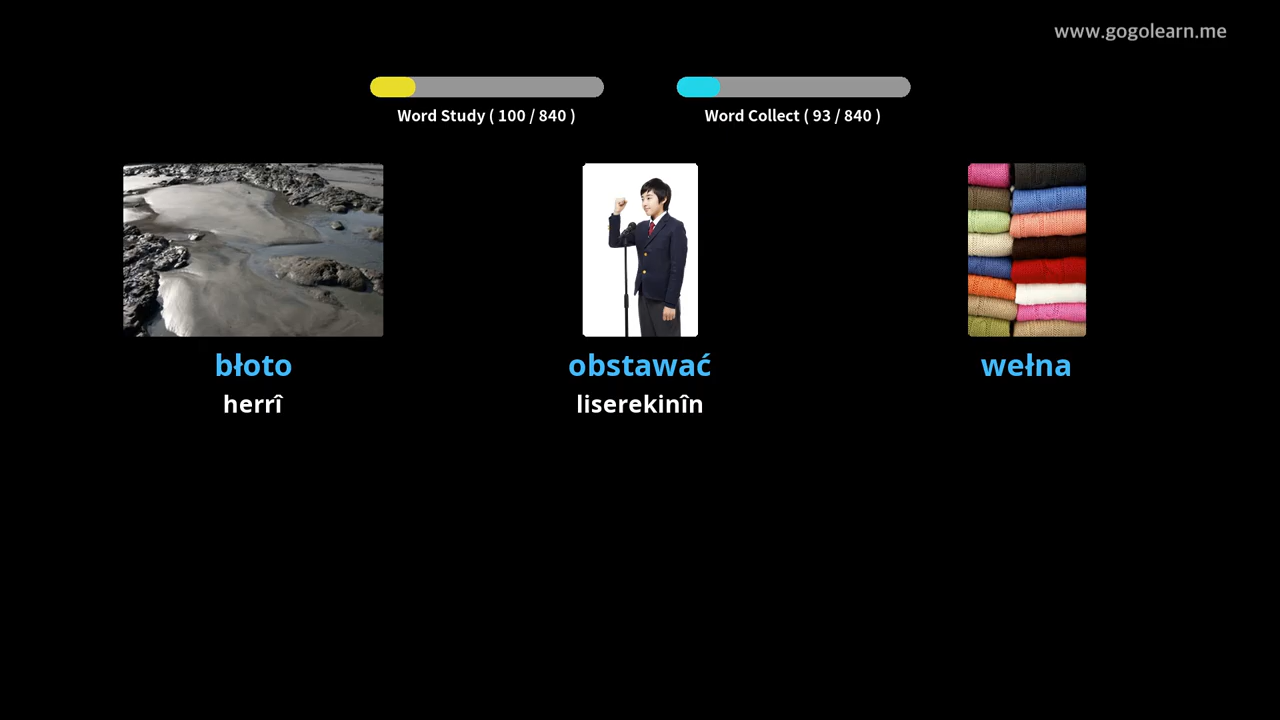 www.gogolearn.me
Word Study ( 100 / 840 )
Word Collect ( 93 / 840 )
błoto
obstawać
wełna
herrî
liserekinîn